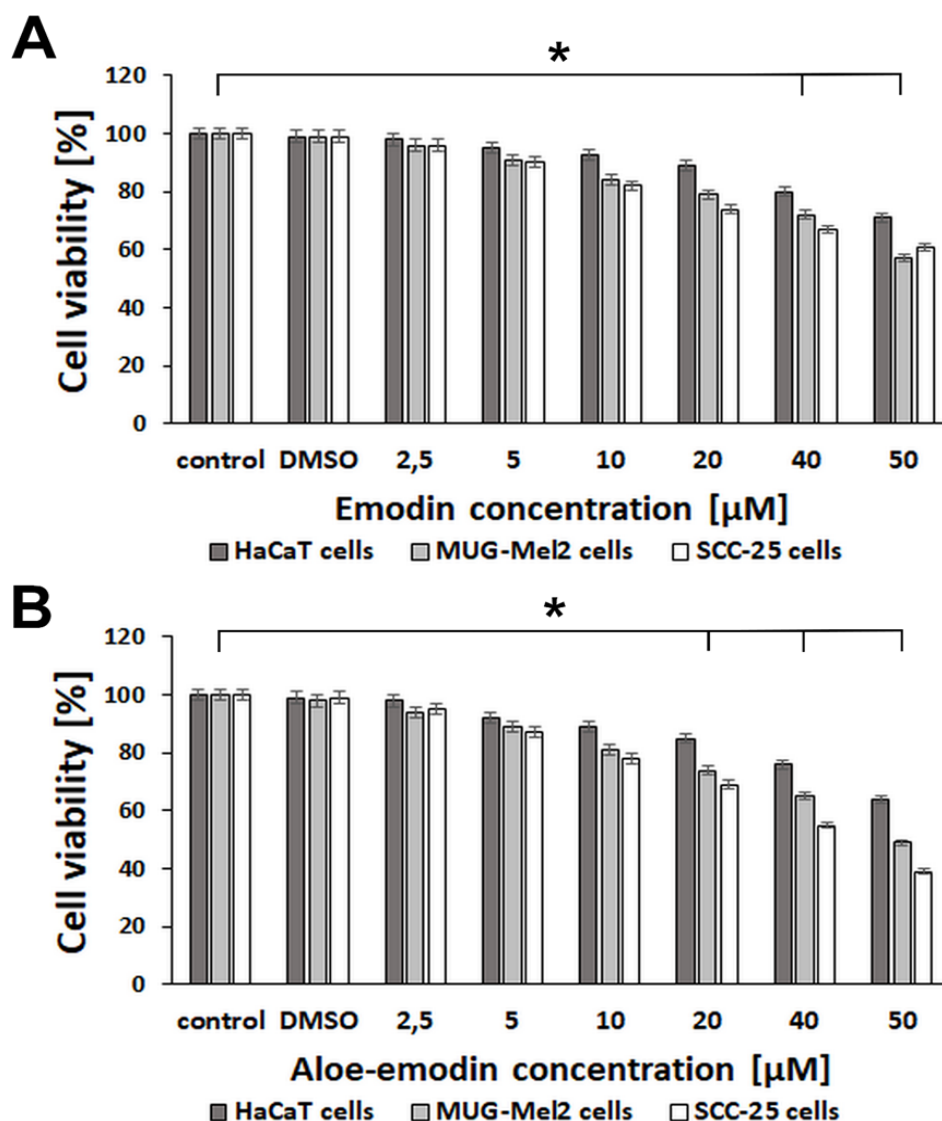 A
*
120
100
80
60
40
20
0
Cell viability [%]
control DMSO 2,5 5 10 20 40 50
Emodin concentration [µM]
HaCaT cells MUG-Mel2 cells SCC-25 cells
B
*
120
100
80
60
40
20
0
Cell viability [%]
control DMSO 2,5 5 10 20 40 50
Aloe-emodin concentration [µM]
HaCaT cells MUG-Mel2 cells SCC-25 cells